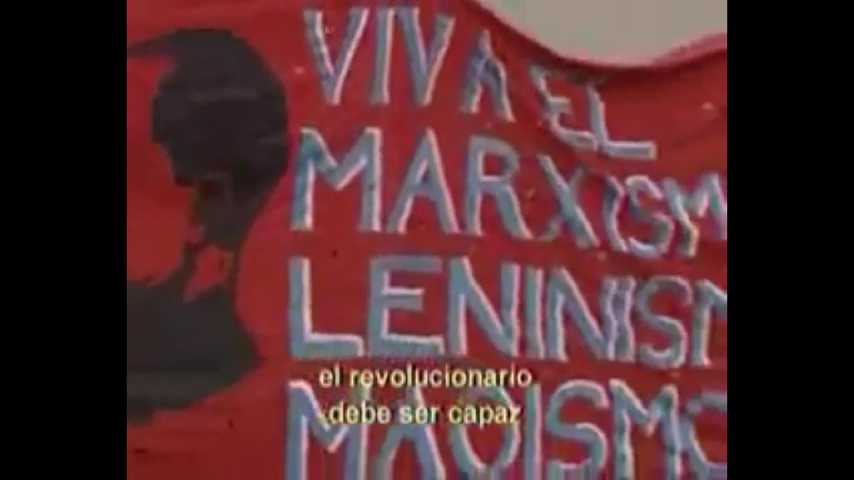 VIVA EL
MARXISM
LENINISM
MAOISMO
el revolucionario
debe ser capaz